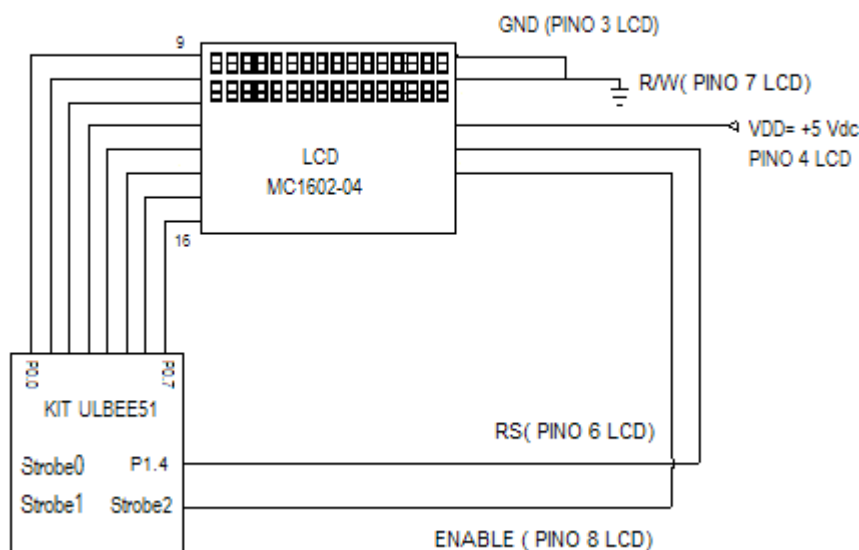 GND (PINO 3 LCD)
9
R/W( PINO 7 LCD)
VDD= +5 Vdc
PINO 4 LCD
LCD
MC1602-04
16
P0.0
P0.7
KIT ULBEE51
RS( PINO 6 LCD)
Strobe0 P1.4
Strobe1 Strobe2
ENABLE ( PINO 8 LCD)